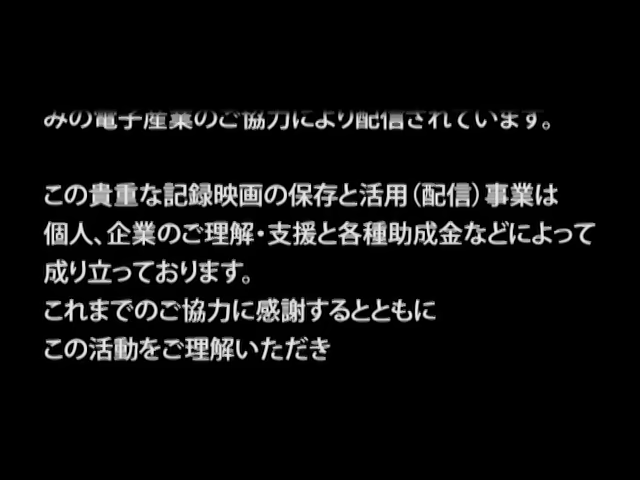 みの電子産業のご協力により配信されています。
この貴重な記録映画の保存と活用（配信）事業は
個人、企業のご理解・支援と各種助成金などによって
成り立っております。
これまでのご協力に感謝するとともに
この活動をご理解いただき